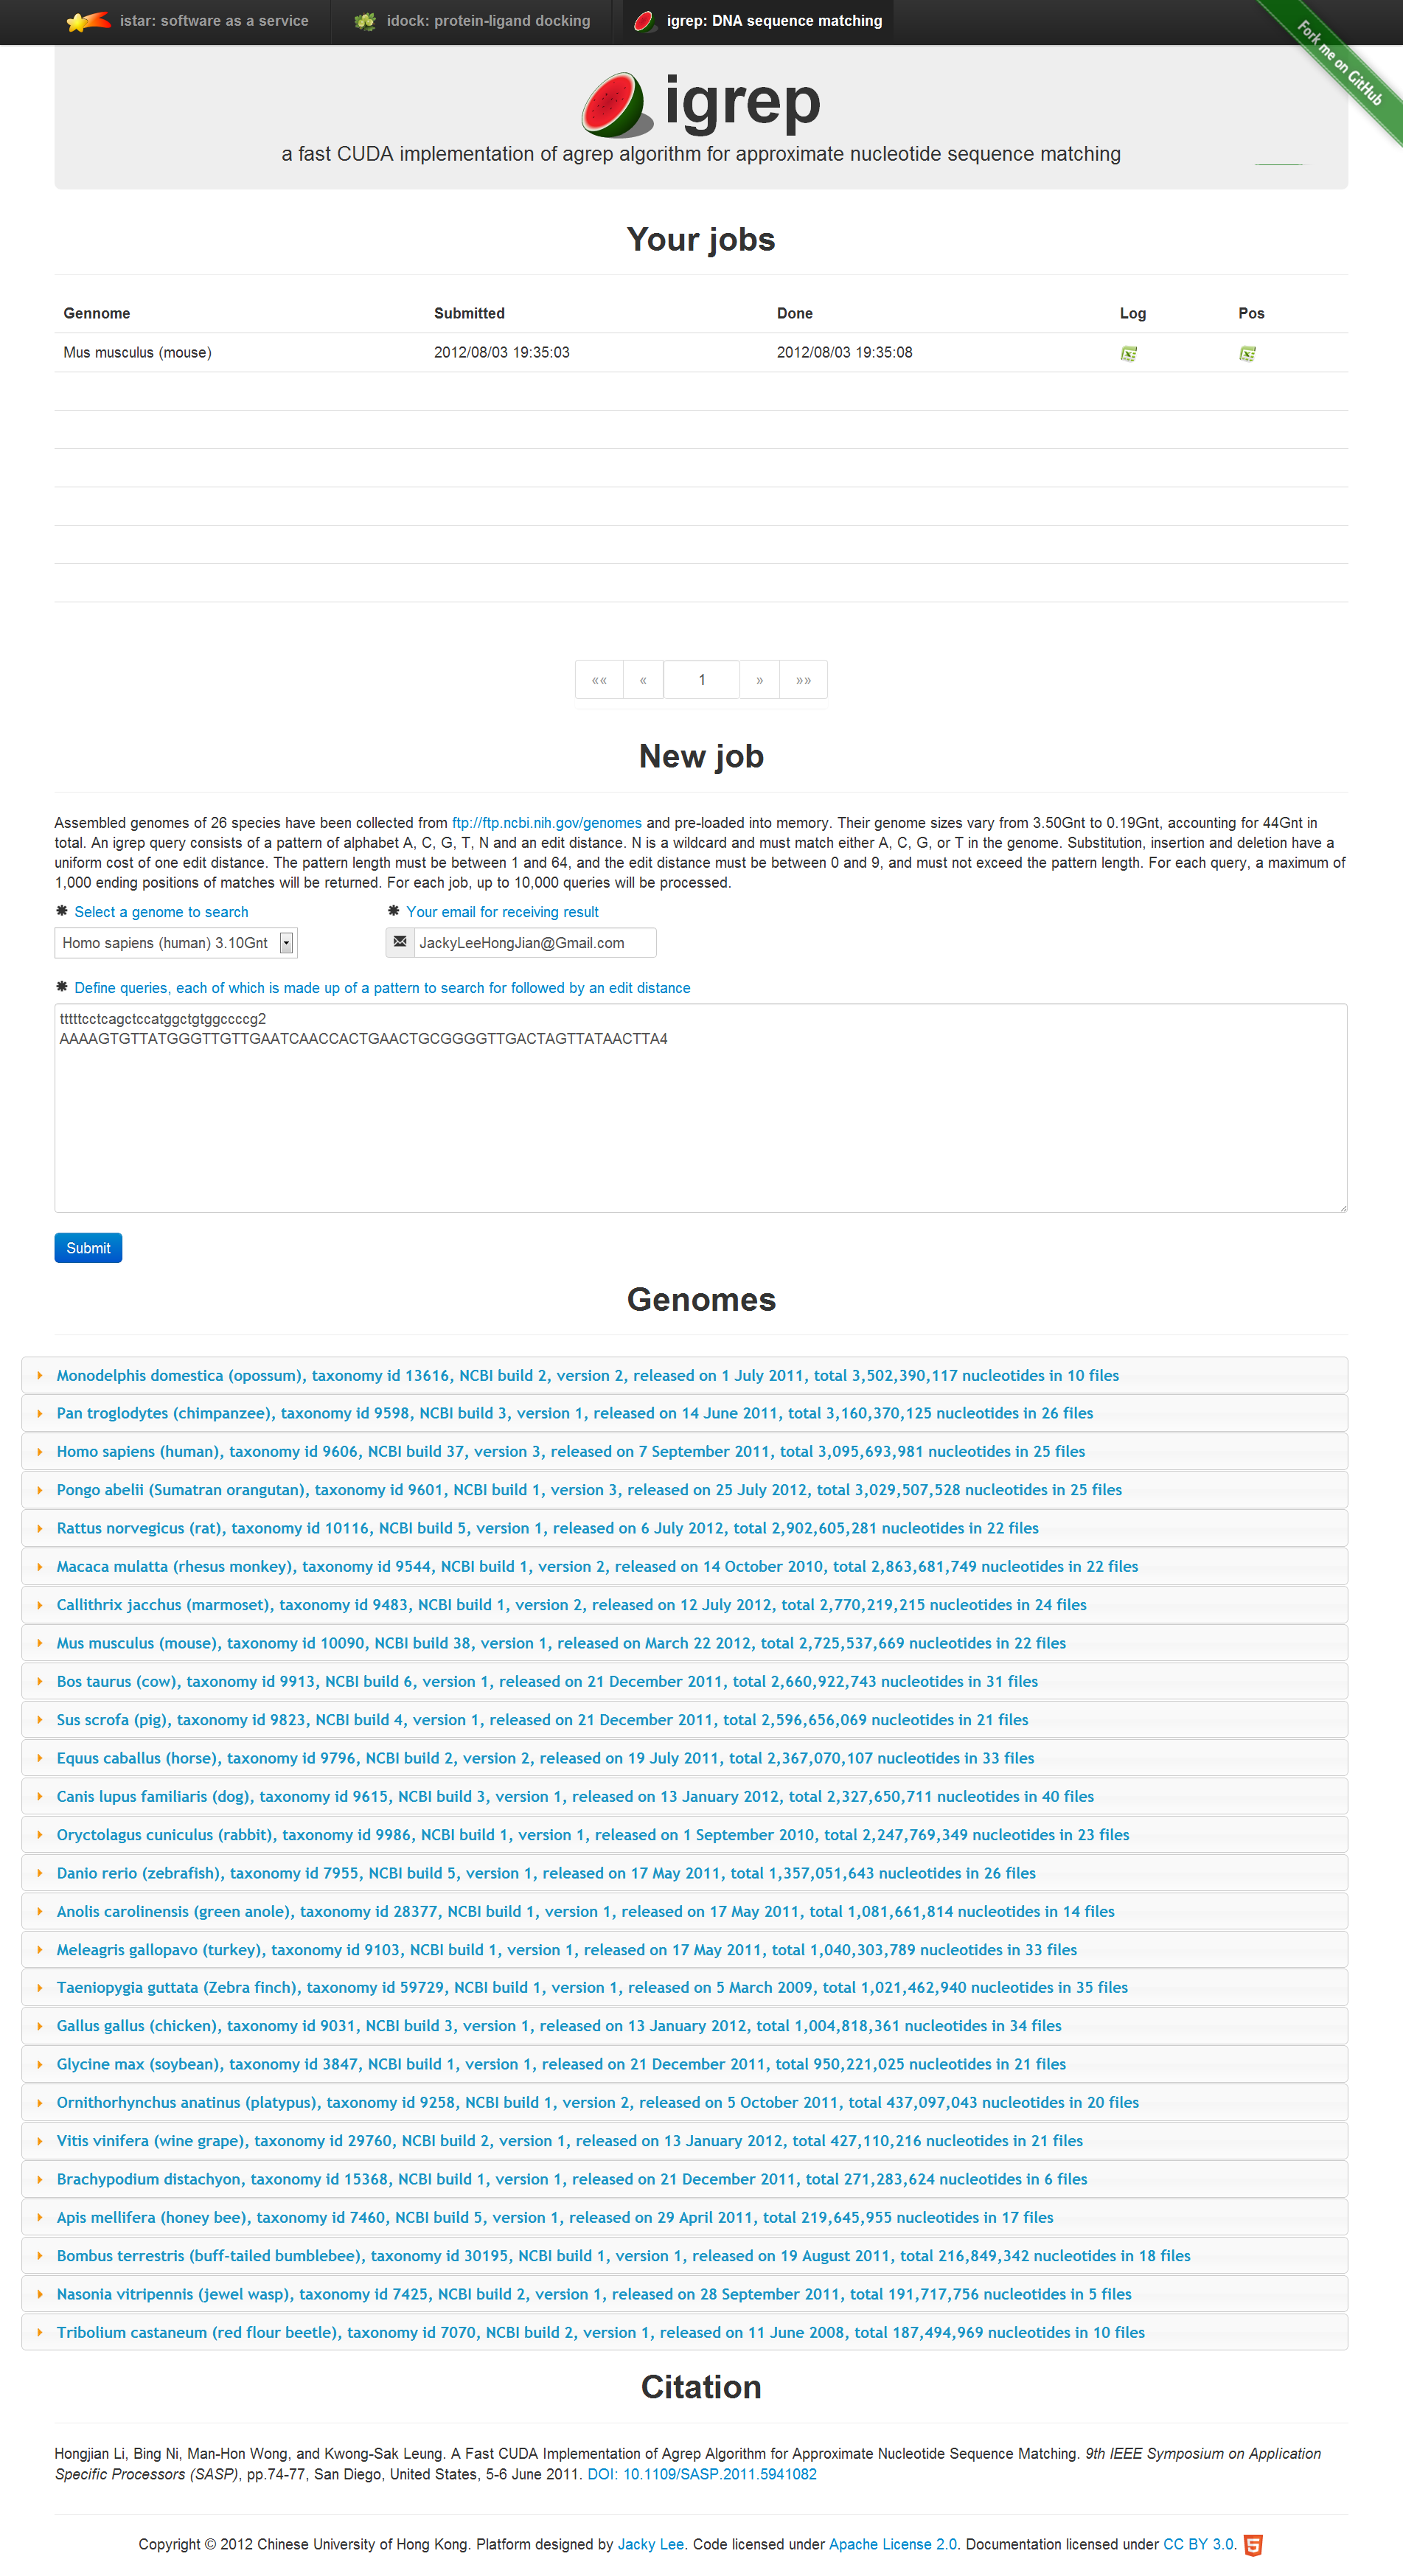 istar: software as a service idock: protein-ligand docking igrep: DNA sequence matching
Fork me on GitHub
igrep
a fast CUDA implementation of agrep algorithm for approximate nucleotide sequence matching
Your jobs
Gennome Submitted Done Log Pos
Mus musculus (mouse) 2012/08/03 19:35:03 2012/08/03 19:35:08
«« « 1 » »»
New job
Assembled genomes of 26 species have been collected from ftp://ftp.ncbi.nih.gov/genomes and pre-loaded into memory. Their genome sizes vary from 3.50Gnt to 0.19Gnt, accounting for 44Gnt in
total. An igrep query consists of a pattern of alphabet A, C, G, T, N and an edit distance. N is a wildcard and must match either A, C, G, or T in the genome. Substitution, insertion and deletion have a
uniform cost of one edit distance. The pattern length must be between 1 and 64, and the edit distance must be between 0 and 9, and must not exceed the pattern length. For each query, a maximum of
1,000 ending positions of matches will be returned. For each job, up to 10,000 queries will be processed.
✱ Select a genome to search ✱ Your email for receiving result
Homo sapiens (human) 3.10Gnt JackyLeeHongJian@Gmail.com
✱ Define queries, each of which is made up of a pattern to search for followed by an edit distance
tttttcctcagctccatggctgtggccccg2
AAAAGTGTTATGGGTTGTTGAATCAACCACTGAACTGCGGGGTTGACTAGTTATAACTTA4
Submit
Genomes
Monodelphis domestica (opossum), taxonomy id 13616, NCBI build 2, version 2, released on 1 July 2011, total 3,502,390,117 nucleotides in 10 files
Pan troglodytes (chimpanzee), taxonomy id 9598, NCBI build 3, version 1, released on 14 June 2011, total 3,160,370,125 nucleotides in 26 files
Homo sapiens (human), taxonomy id 9606, NCBI build 37, version 3, released on 7 September 2011, total 3,095,693,981 nucleotides in 25 files
Pongo abelii (Sumatran orangutan), taxonomy id 9601, NCBI build 1, version 3, released on 25 July 2012, total 3,029,507,528 nucleotides in 25 files
Rattus norvegicus (rat), taxonomy id 10116, NCBI build 5, version 1, released on 6 July 2012, total 2,902,605,281 nucleotides in 22 files
Macaca mulatta (rhesus monkey), taxonomy id 9544, NCBI build 1, version 2, released on 14 October 2010, total 2,863,681,749 nucleotides in 22 files
Callithrix jacchus (marmoset), taxonomy id 9483, NCBI build 1, version 2, released on 12 July 2012, total 2,770,219,215 nucleotides in 24 files
Mus musculus (mouse), taxonomy id 10090, NCBI build 38, version 1, released on March 22 2012, total 2,725,537,669 nucleotides in 22 files
Bos taurus (cow), taxonomy id 9913, NCBI build 6, version 1, released on 21 December 2011, total 2,660,922,743 nucleotides in 31 files
Sus scrofa (pig), taxonomy id 9823, NCBI build 4, version 1, released on 21 December 2011, total 2,596,656,069 nucleotides in 21 files
Equus caballus (horse), taxonomy id 9796, NCBI build 2, version 2, released on 19 July 2011, total 2,367,070,107 nucleotides in 33 files
Canis lupus familiaris (dog), taxonomy id 9615, NCBI build 3, version 1, released on 13 January 2012, total 2,327,650,711 nucleotides in 40 files
Oryctolagus cuniculus (rabbit), taxonomy id 9986, NCBI build 1, version 1, released on 1 September 2010, total 2,247,769,349 nucleotides in 23 files
Danio rerio (zebrafish), taxonomy id 7955, NCBI build 5, version 1, released on 17 May 2011, total 1,357,051,643 nucleotides in 26 files
Anolis carolinensis (green anole), taxonomy id 28377, NCBI build 1, version 1, released on 17 May 2011, total 1,081,661,814 nucleotides in 14 files
Meleagris gallopavo (turkey), taxonomy id 9103, NCBI build 1, version 1, released on 17 May 2011, total 1,040,303,789 nucleotides in 33 files
Taeniopygia guttata (Zebra finch), taxonomy id 59729, NCBI build 1, version 1, released on 5 March 2009, total 1,021,462,940 nucleotides in 35 files
Gallus gallus (chicken), taxonomy id 9031, NCBI build 3, version 1, released on 13 January 2012, total 1,004,818,361 nucleotides in 34 files
Glycine max (soybean), taxonomy id 3847, NCBI build 1, version 1, released on 21 December 2011, total 950,221,025 nucleotides in 21 files
Ornithorhynchus anatinus (platypus), taxonomy id 9258, NCBI build 1, version 2, released on 5 October 2011, total 437,097,043 nucleotides in 20 files
Vitis vinifera (wine grape), taxonomy id 29760, NCBI build 2, version 1, released on 13 January 2012, total 427,110,216 nucleotides in 21 files
Brachypodium distachyon, taxonomy id 15368, NCBI build 1, version 1, released on 21 December 2011, total 271,283,624 nucleotides in 6 files
Apis mellifera (honey bee), taxonomy id 7460, NCBI build 5, version 1, released on 29 April 2011, total 219,645,955 nucleotides in 17 files
Bombus terrestris (buff-tailed bumblebee), taxonomy id 30195, NCBI build 1, version 1, released on 19 August 2011, total 216,849,342 nucleotides in 18 files
Nasonia vitripennis (jewel wasp), taxonomy id 7425, NCBI build 2, version 1, released on 28 September 2011, total 191,717,756 nucleotides in 5 files
Tribolium castaneum (red flour beetle), taxonomy id 7070, NCBI build 2, version 1, released on 11 June 2008, total 187,494,969 nucleotides in 10 files
Citation
Hongjian Li, Bing Ni, Man-Hon Wong, and Kwong-Sak Leung. A Fast CUDA Implementation of Agrep Algorithm for Approximate Nucleotide Sequence Matching. 9th IEEE Symposium on Application
Specific Processors (SASP), pp.74-77, San Diego, United States, 5-6 June 2011. DOI: 10.1109/SASP.2011.5941082
Copyright © 2012 Chinese University of Hong Kong. Platform designed by Jacky Lee. Code licensed under Apache License 2.0. Documentation licensed under CC BY 3.0. 5